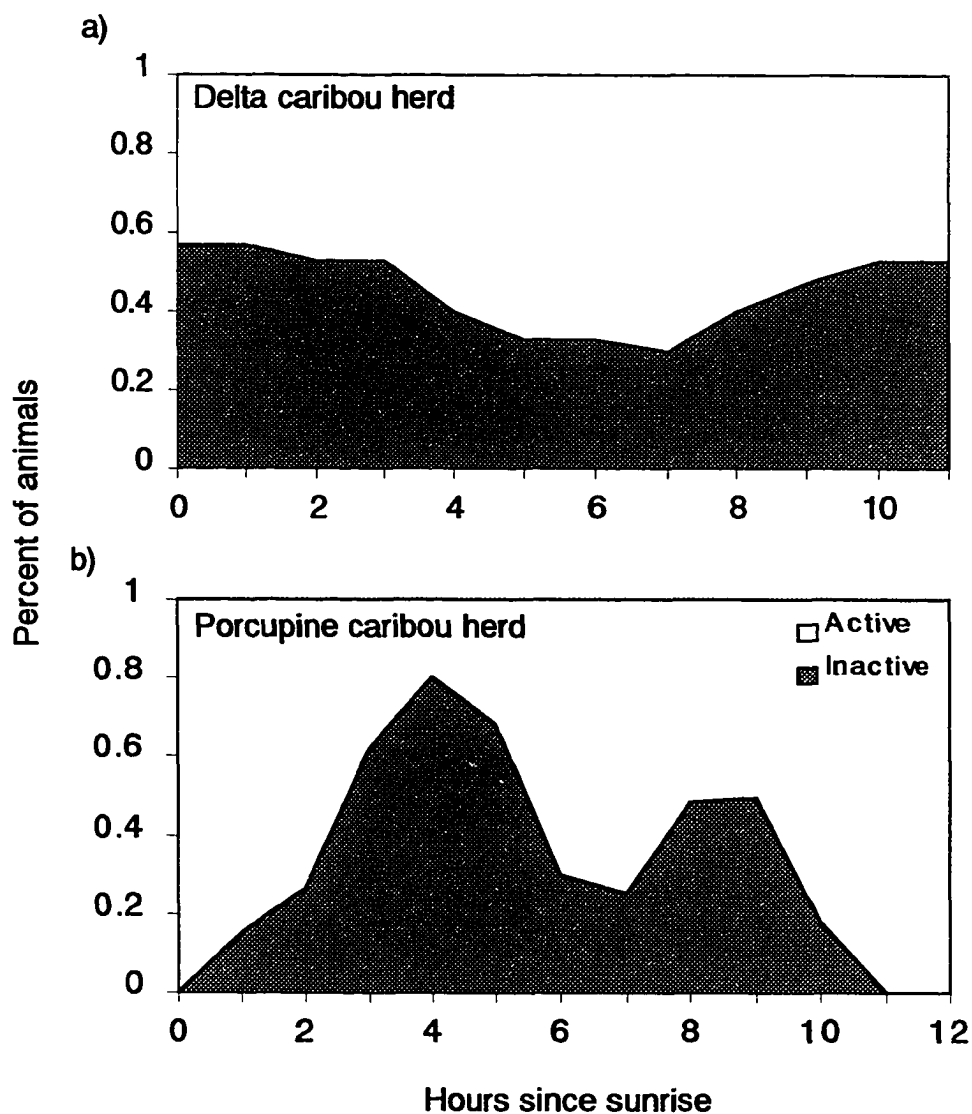 a)
Delta caribou herd
1
0.8
0.6
0.4
0.2
0
0 2 4 6 8 10
Percent of animals
b)
Porcupine caribou herd
Active
Inactive
1
0.8
0.6
0.4
0.2
0
0 2 4 6 8 10 12
Hours since sunrise